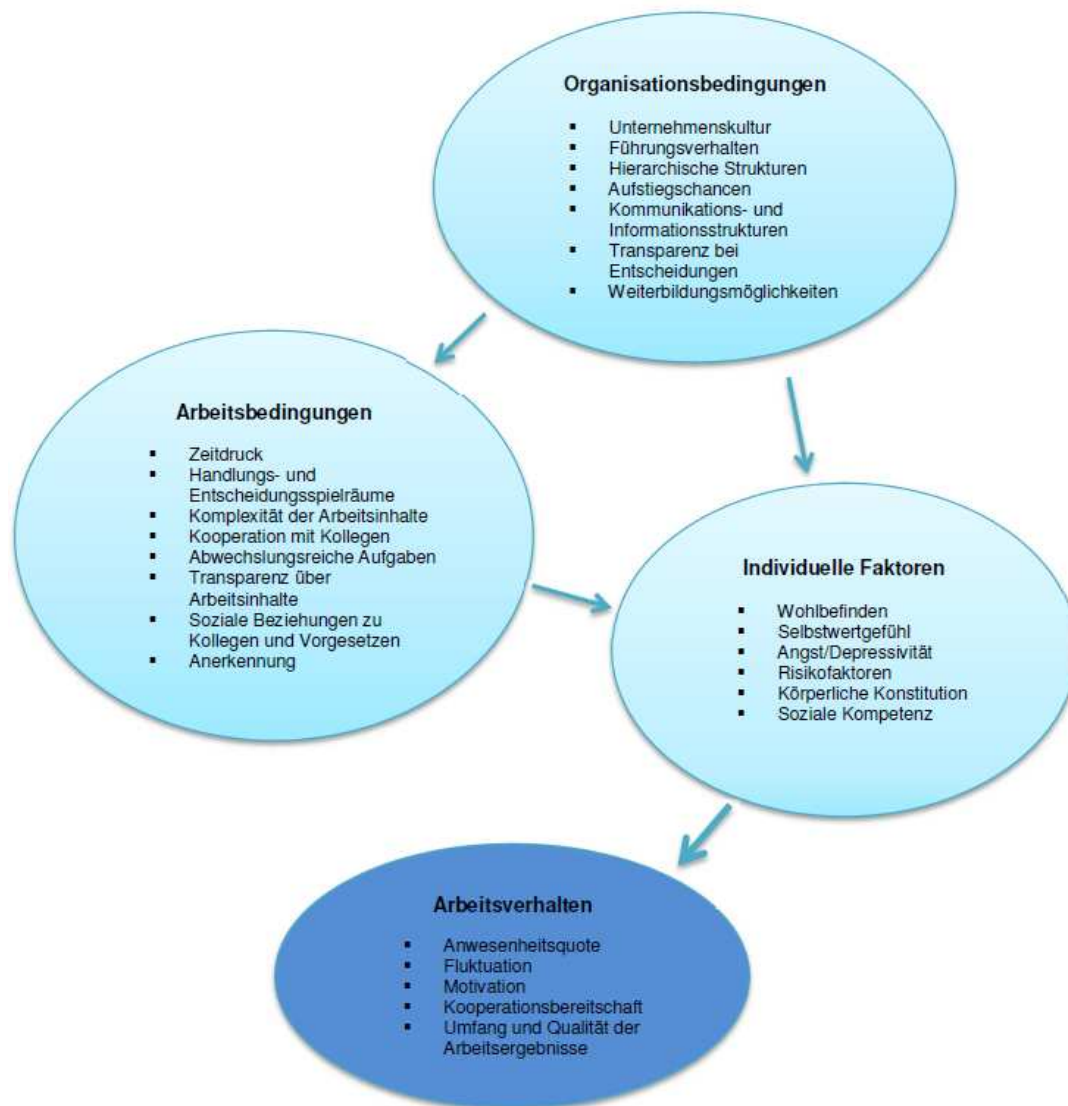 Organisationsbedingungen
▪ Unternehmenskultur
▪ Führungsverhalten
▪ Hierarchische Strukturen
▪ Aufstiegschancen
▪ Kommunikations- und
Informationsstrukturen
▪ Transparenz bei
Entscheidungen
▪ Weiterbildungsmöglichkeiten
Arbeitsbedingungen
▪ Zeitdruck
▪ Handlungs- und
Entscheidungsspielräume
▪ Komplexität der Arbeitsinhalte
▪ Kooperation mit Kollegen
▪ Abwechslungsreiche Aufgaben
▪ Transparenz über
Arbeitsinhalte
▪ Soziale Beziehungen zu
Kollegen und Vorgesetzen
▪ Anerkennung
Individuelle Faktoren
▪ Wohlbefinden
▪ Selbstwertgefühl
▪ Angst/Depressivität
▪ Risikofaktoren
▪ Körperliche Konstitution
▪ Soziale Kompetenz
Arbeitsverhalten
▪ Anwesenheitsquote
▪ Fluktuation
▪ Motivation
▪ Kooperationsbereitschaft
▪ Umfang und Qualität der
Arbeitsergebnisse